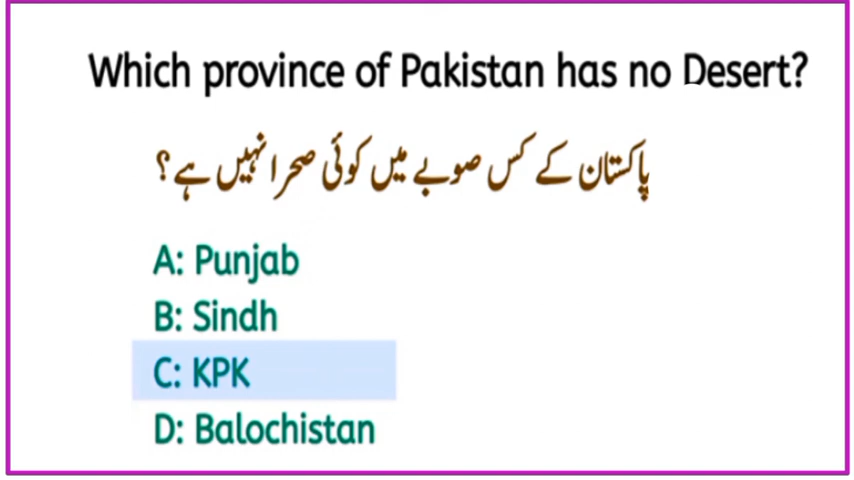 Which province of Pakistan has no Desert?
پاکستان کے کس صوبے میں کوئی صحرا نہیں ہے؟
A: Punjab
B: Sindh
C: KPK
D: Balochistan